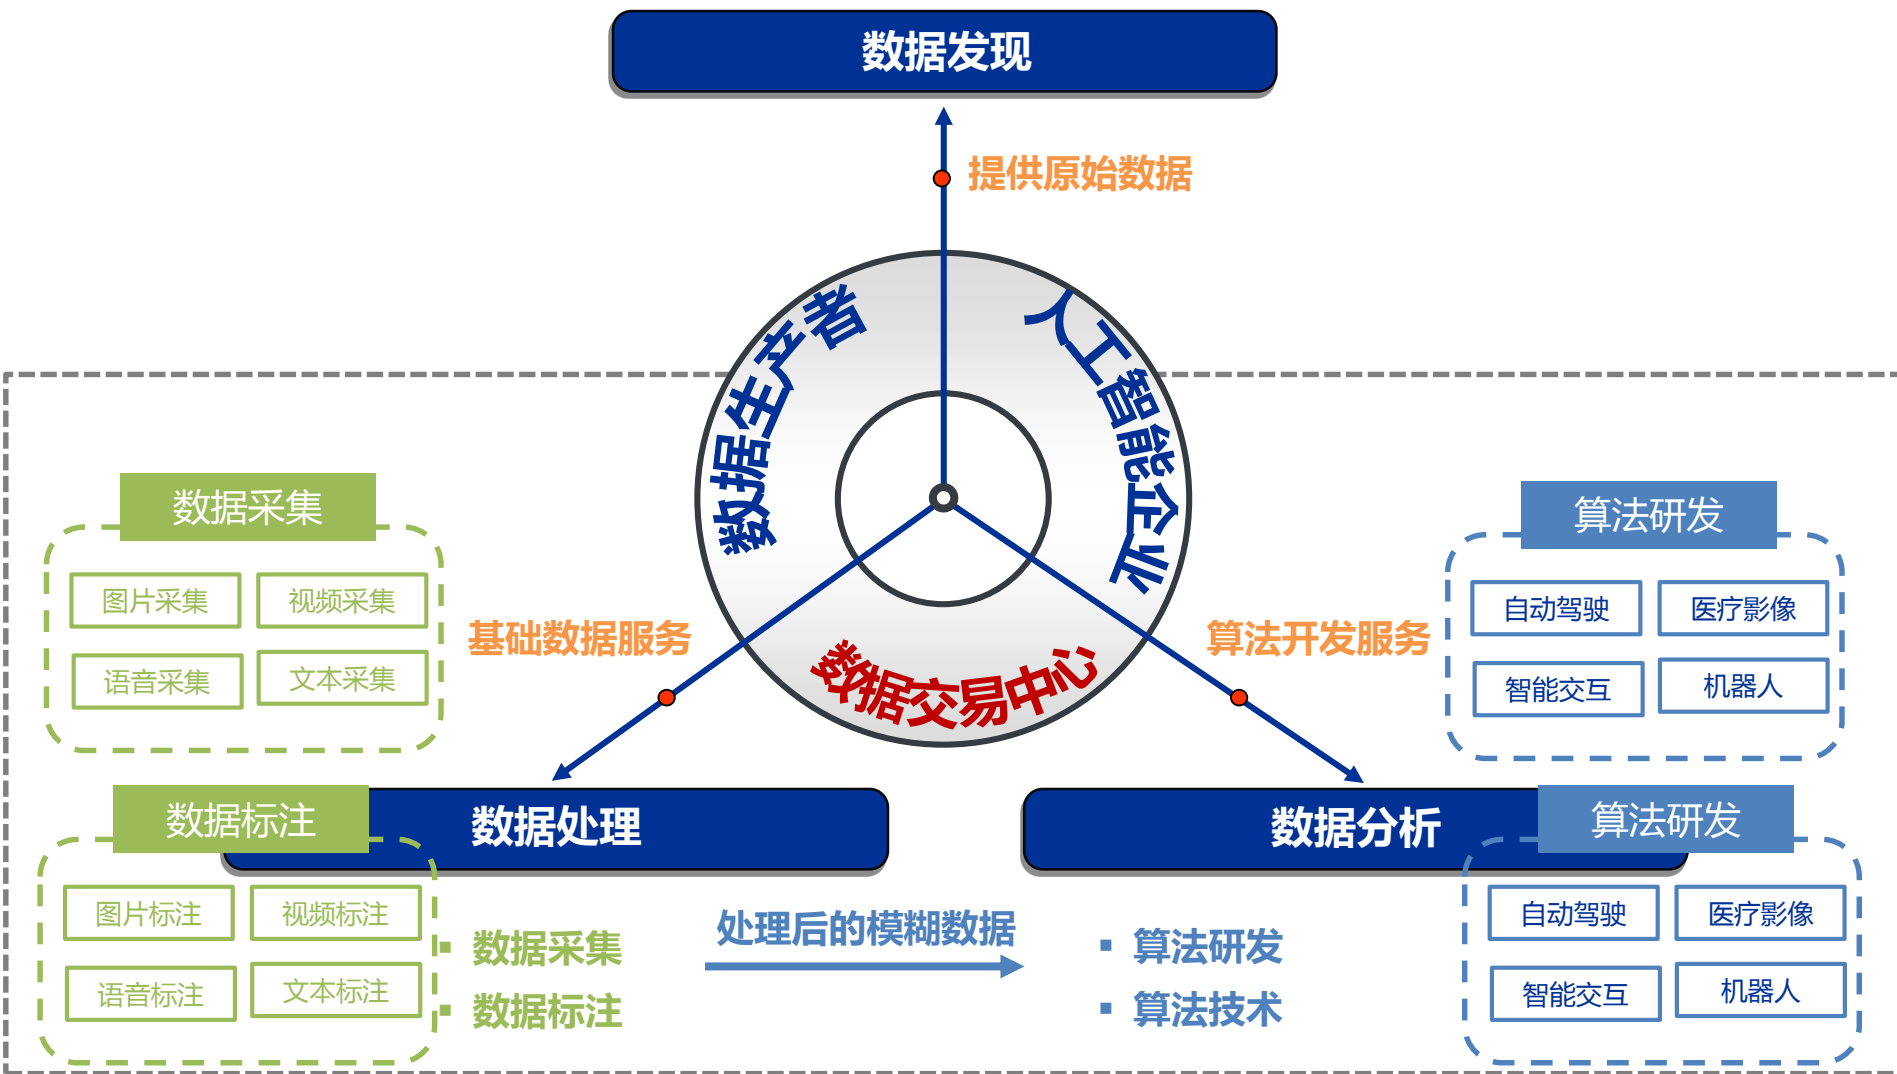 数据发现
提供原始数据
数据生产者
人工智能企业
数据交易中心
数据采集
图片采集
视频采集
语音采集
文本采集
基础数据服务
算法开发服务
算法研发
自动驾驶
医疗影像
智能交互
机器人
数据标注
数据处理
数据分析
算法研发
图片标注
视频标注
语音标注
文本标注
▪ 数据采集
▪ 数据标注
处理后的模糊数据
▪ 算法研发
▪ 算法技术
自动驾驶
医疗影像
智能交互
机器人